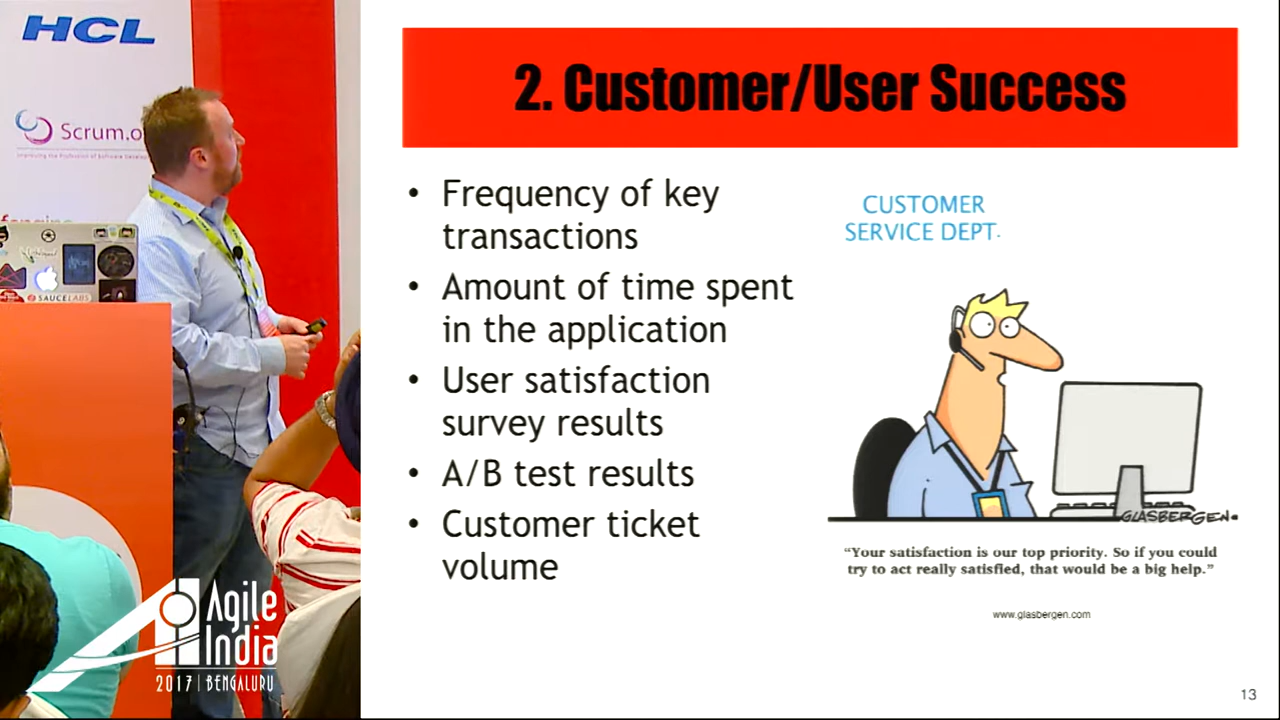 HCL
Scrum.o
SAUCELABS
Agile
India
2017 | BENGALURU
2. Customer/User Success
• Frequency of key
transactions
• Amount of time spent
in the application
• User satisfaction
survey results
• A/B test results
• Customer ticket
volume
CUSTOMER
SERVICE DEPT.
GLASBERGEN
“Your satisfaction is our top priority. So if you could
try to act really satisfied, that would be a big help.”
www.glasbergen.com
13